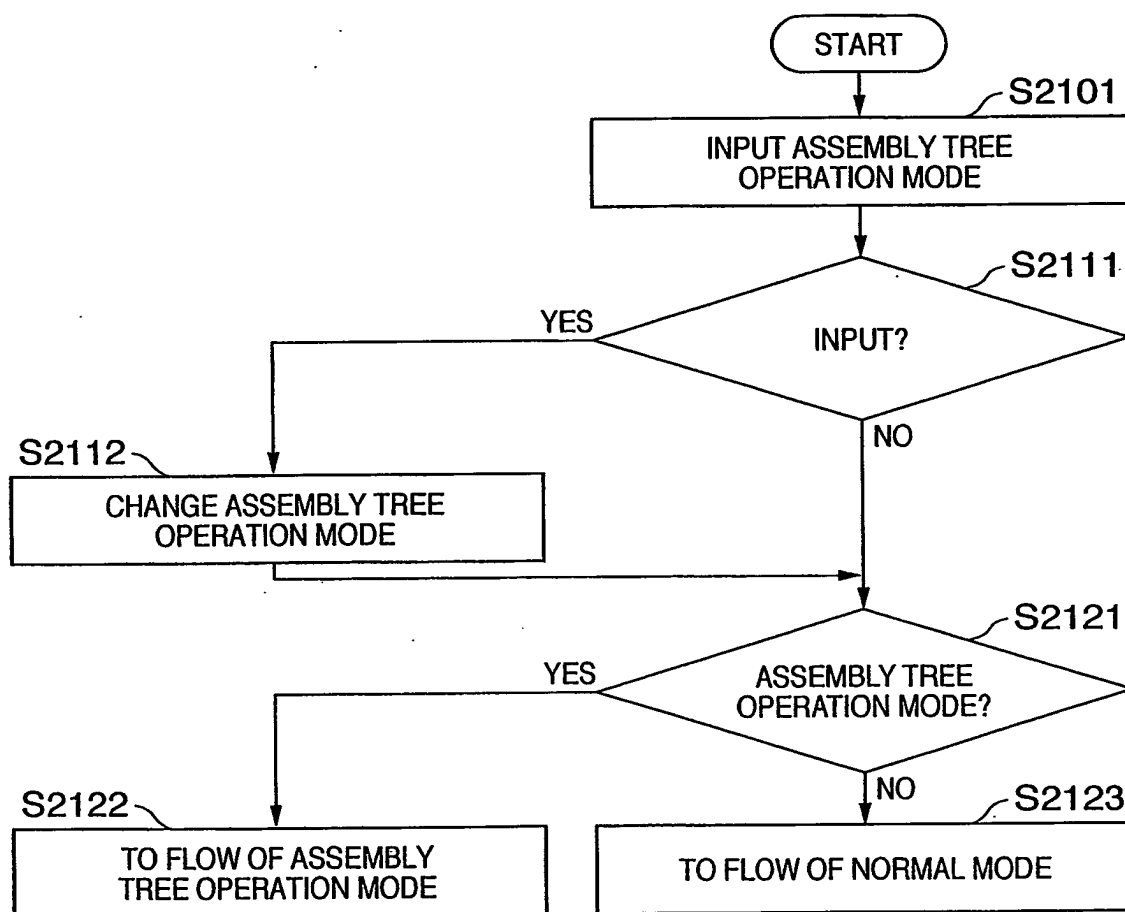 START
S2101
INPUT ASSEMBLY TREE
OPERATION MODE
S2111
YES
INPUT?
NO
S2112
CHANGE ASSEMBLY TREE
OPERATION MODE
S2121
YES
ASSEMBLY TREE
OPERATION MODE?
NO
S2122
S2123
TO FLOW OF ASSEMBLY
TREE OPERATION MODE
TO FLOW OF NORMAL MODE